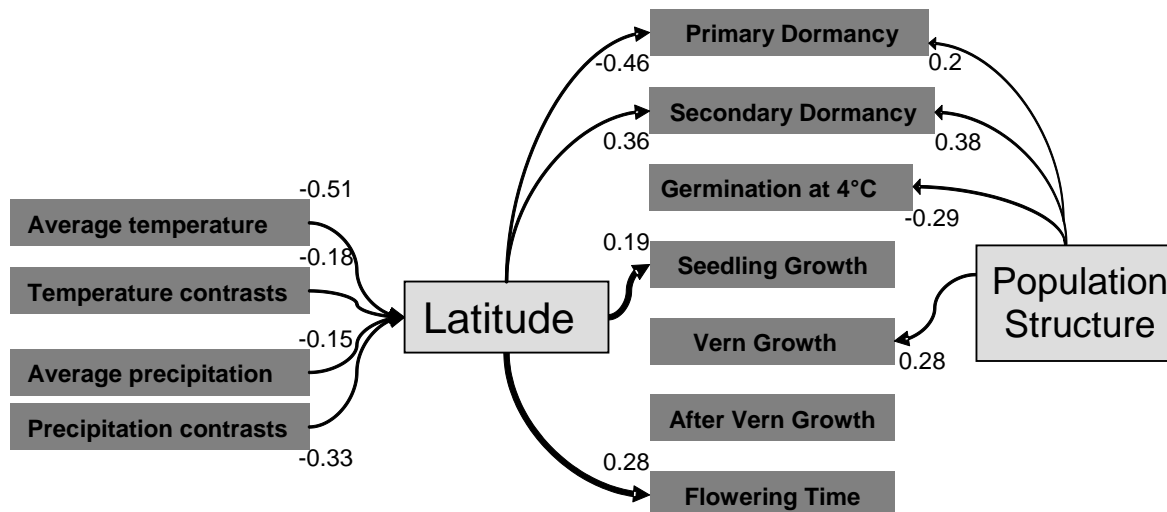 Primary Dormancy
-0.46
0.2
Secondary Dormancy
0.36
0.38
Germination at 4°C
-0.29
-0.51
Average temperature
-0.18
Temperature contrasts
-0.15
Average precipitation
Precipitation contrasts
-0.33
Latitude
0.19
Seedling Growth
Population
Structure
Vern Growth
0.28
After Vern Growth
0.28
Flowering Time